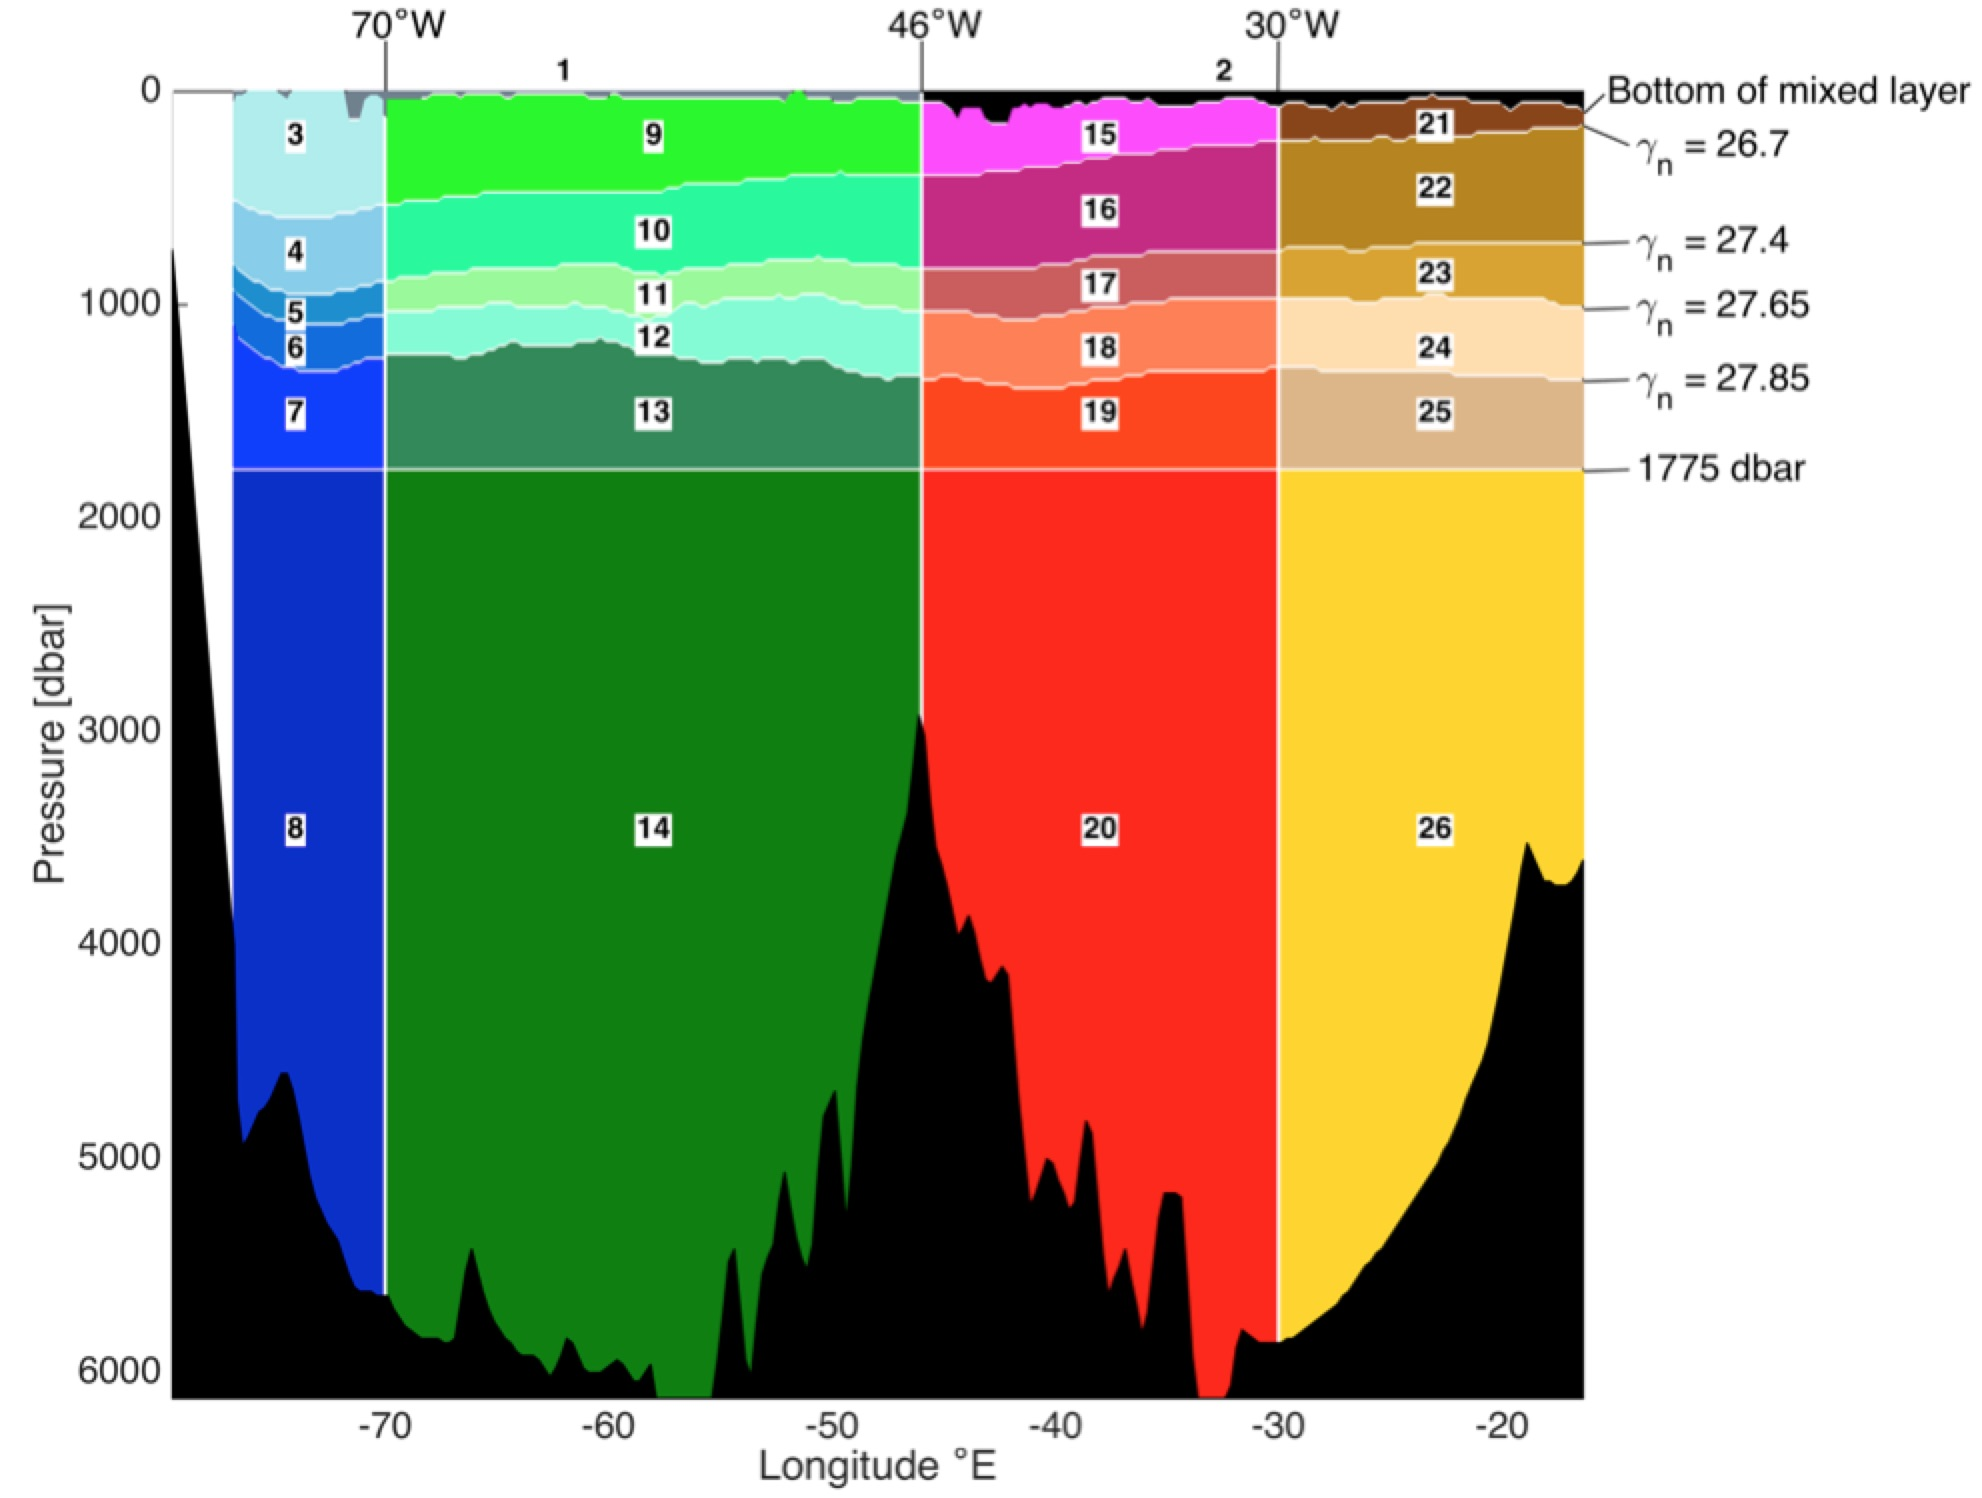 70°W 46°W 30°W
1 2
0
Bottom of mixed layer
3 9 15 21
γn = 26.7
4 10 16 22
γn = 27.4
5 11 17 23
1000
γn = 27.65
6 12 18 24
γn = 27.85
7 13 19 25
1775 dbar
2000
3000
8 14 20 26
4000
5000
6000
Pressure [dbar]
-70 -60 -50 -40 -30 -20
Longitude °E